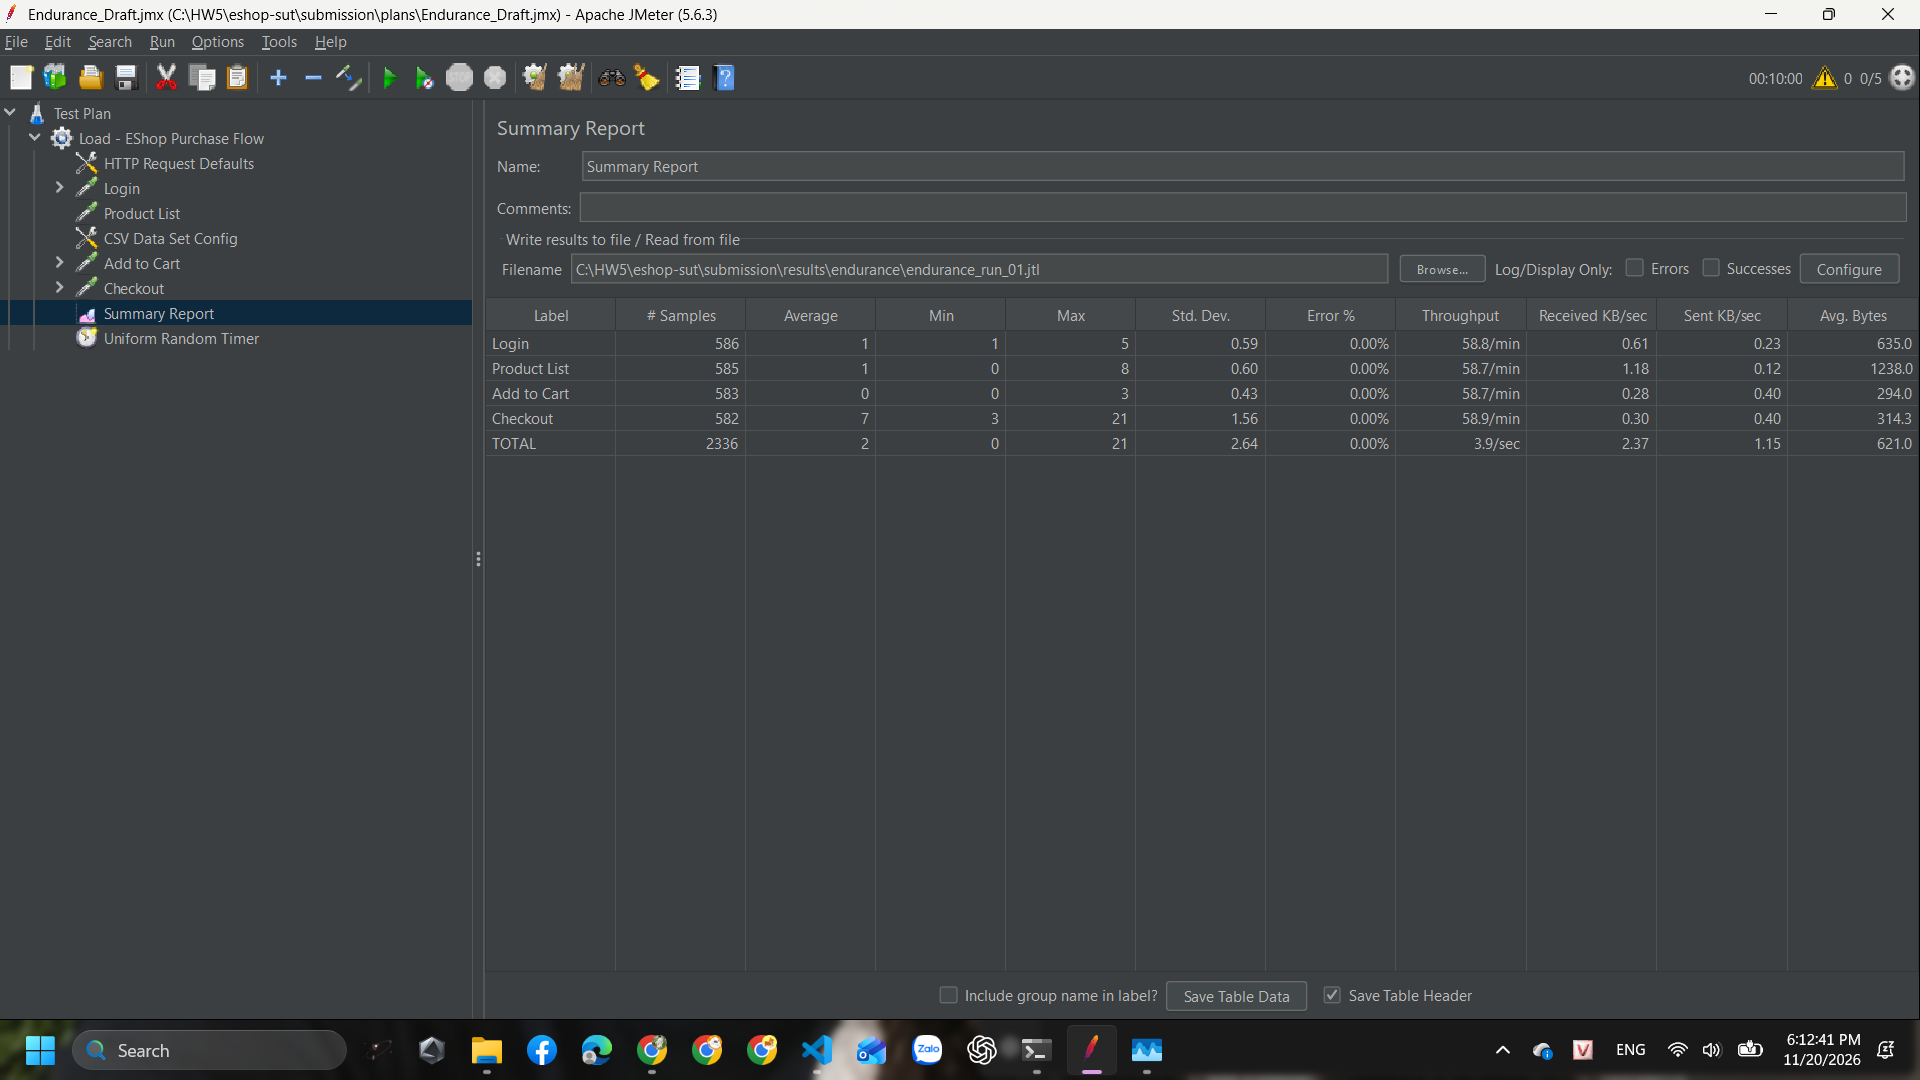 Endurance_Draft.jmx (C:\HW5\eshop-sut\submission\plans\Endurance_Draft.jmx) - Apache JMeter (5.6.3)
File Edit Search Run Options Tools Help
STOP
00:10:00 0 0/5
Test Plan
Load - EShop Purchase Flow
HTTP Request Defaults
Login
Product List
CSV Data Set Config
Add to Cart
Checkout
Summary Report
Uniform Random Timer
Summary Report
Name: Summary Report
Comments:
Write results to file / Read from file
Filename C:\HW5\eshop-sut\submission\results\endurance\endurance_run_01.jtl Browse... Log/Display Only: Errors Successes Configure
Label # Samples Average Min Max Std. Dev. Error % Throughput Received KB/sec Sent KB/sec Avg. Bytes
Login 586 1 1 5 0.59 0.00% 58.8/min 0.61 0.23 635.0
Product List 585 1 0 8 0.60 0.00% 58.7/min 1.18 0.12 1238.0
Add to Cart 583 0 0 3 0.43 0.00% 58.7/min 0.28 0.40 294.0
Checkout 582 7 3 21 1.56 0.00% 58.9/min 0.30 0.40 314.3
TOTAL 2336 2 0 21 2.64 0.00% 3.9/sec 2.37 1.15 621.0
Include group name in label? Save Table Data Save Table Header
Search
Zalo
V
ENG
6:12:41 PM
11/20/2026